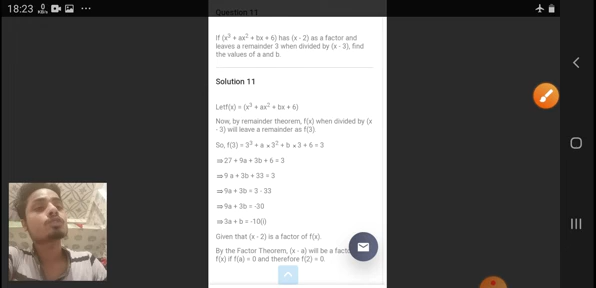 18:23
Question 11
If (x³ + ax² + bx + 6) has (x - 2) as a factor and
leaves a remainder 3 when divided by (x - 3), find
the values of a and b.
Solution 11
Letf(x) = (x³ + ax² + bx + 6)
Now, by remainder theorem, f(x) when divided by (x
- 3) will leave a remainder as f(3).
So, f(3) = 3³ + a × 3² + b × 3 + 6 = 3
⇒ 27 + 9a + 3b + 6 = 3
⇒ 9 a + 3b + 33 = 3
⇒ 9a + 3b = 3 - 33
⇒ 9a + 3b = -30
⇒ 3a + b = -10(i)
Given that (x - 2) is a factor of f(x).
By the Factor Theorem, (x - a) will be a
f(x) if f(a) = 0 and therefore f(2) = 0.